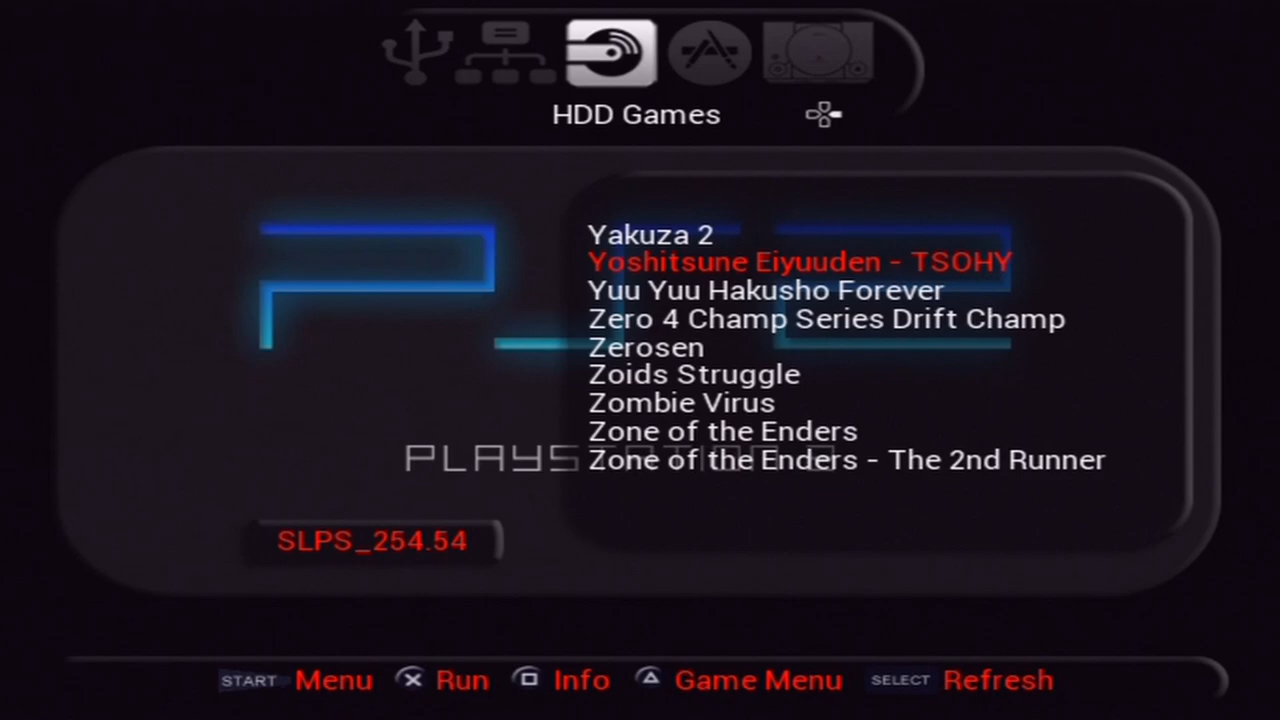 HDD Games
Yakuza 2
Yoshitsune Eiyuuden - TSOHY
Yuu Yuu Hakusho Forever
Zero 4 Champ Series Drift Champ
Zerosen
Zoids Struggle
Zombie Virus
Zone of the Enders
PLAYSTATION 2
Zone of the Enders - The 2nd Runner
SLPS_254.54
START Menu Run Info Game Menu SELECT Refresh